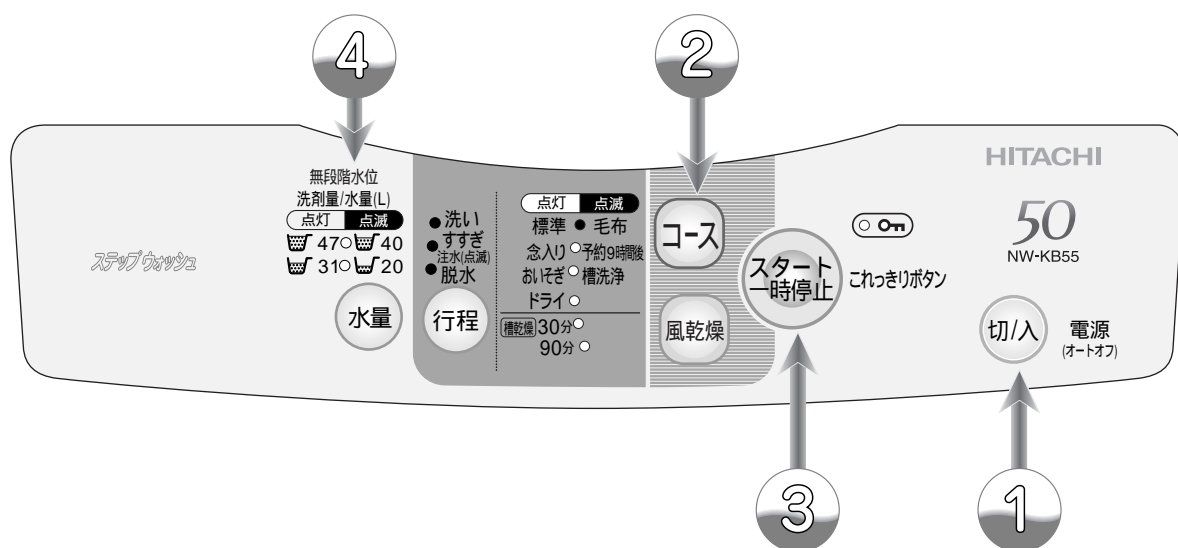 ④
②
HITACHI
50
NW-KB55
ステップ ウォッシュ
無段階水位
洗剤量/水量(L)
点灯 点滅
47 40
31 20
水量
洗い
すすぎ
注水(点滅)
脱水
行程
点灯 点滅
標準 毛布
念入り 予約9時間後
おいそぎ 槽洗浄
ドライ
槽乾燥 30分
90分
コース
風乾燥
スタート
一時停止
これっきりボタン
切/入
電源
(オートオフ)
③
①